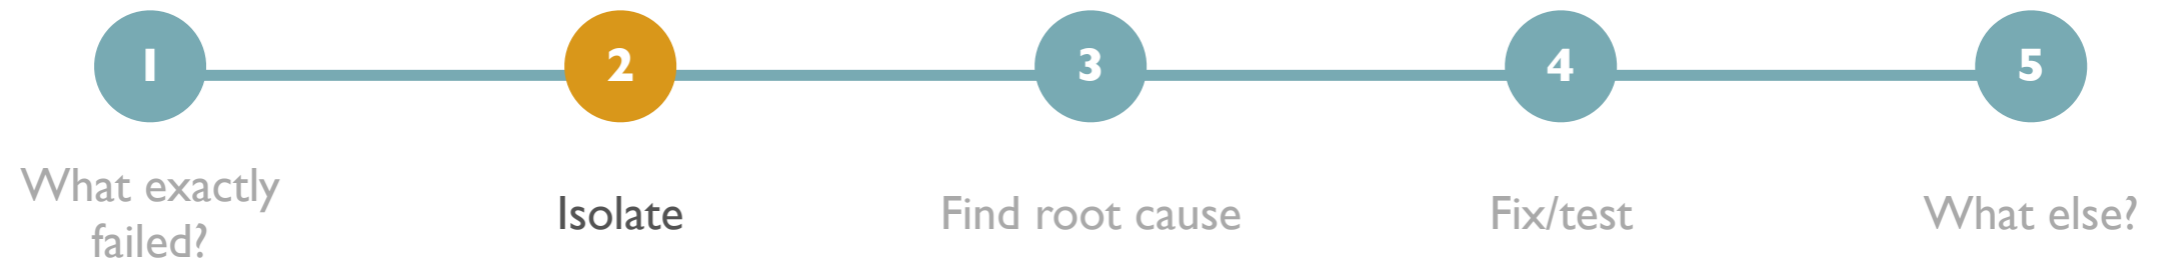 1
2
3
4
5
What exactly
failed?
Isolate
Find root cause
Fix/test
What else?